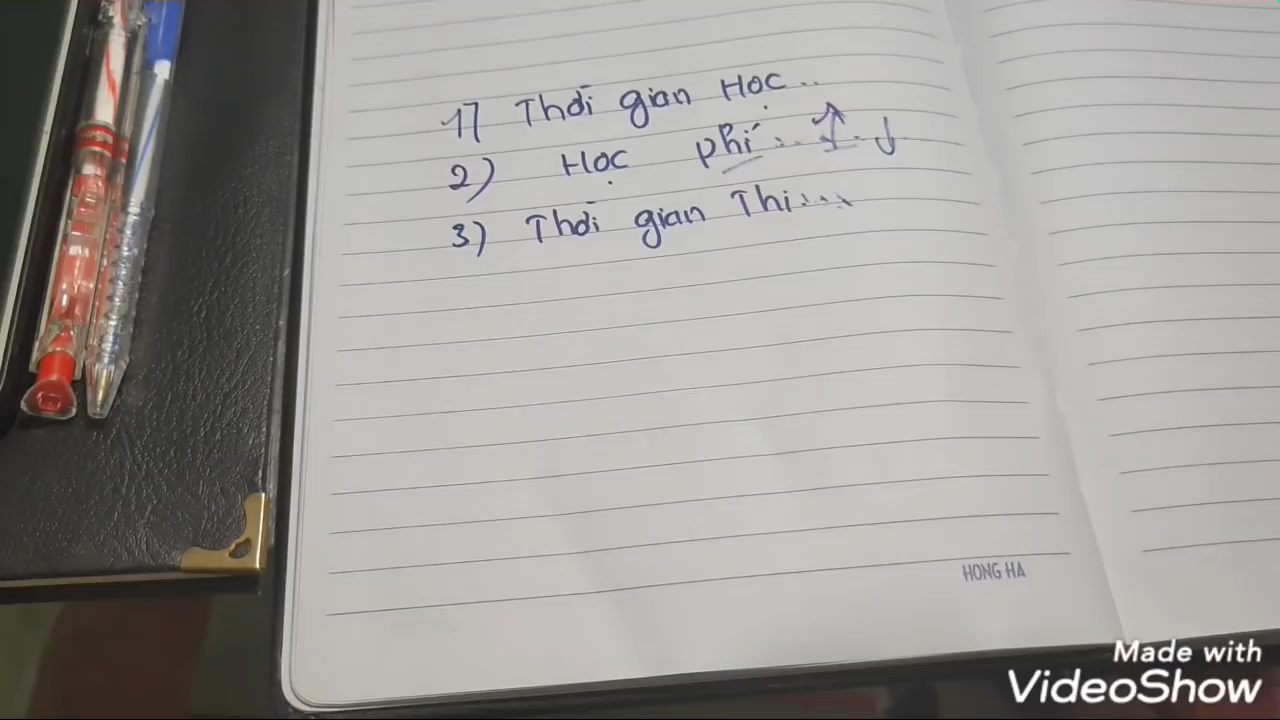 1) Thời gian Học..
2) Học phí... ↑.↓
3) Thời gian Thi....
HONG HA
Made with
VideoShow